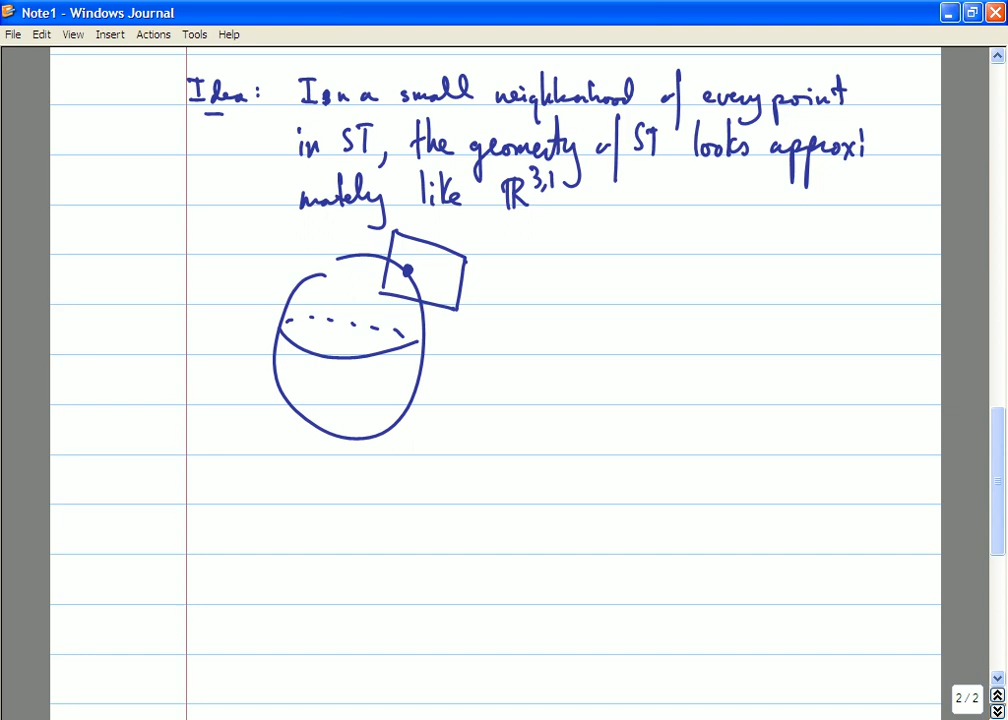 Note1 - Windows Journal
File Edit View Insert Actions Tools Help
Idea: In a small neighborhood of every point
in ST, the geometry of ST looks approxi
mately like ℝ^3,1
2/2